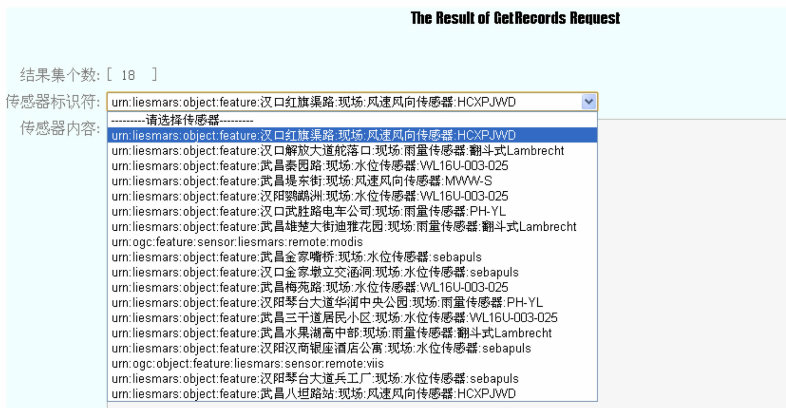 The Result of GetRecords Request
结果集个数: [ 18 ]
传感器标识符: urn:liesmars:object:feature:汉口红旗渠路:现场:风速风向传感器:HCXPJWD
传感器内容: ---------请选择传感器---------
urn:liesmars:object:feature:汉口红旗渠路:现场:风速风向传感器:HCXPJWD
urn:liesmars:object:feature:汉口解放大道舵落口:现场:雨量传感器:翻斗式Lambrecht
urn:liesmars:object:feature:武昌秦园路:现场:水位传感器:WL16U-003-025
urn:liesmars:object:feature:武昌堤东街:现场:风速风向传感器:MWW-S
urn:liesmars:object:feature:汉阳鹦鹉洲:现场:水位传感器:WL16U-003-025
urn:liesmars:object:feature:汉口武胜路电车公司:现场:雨量传感器:PH-YL
urn:liesmars:object:feature:武昌雄楚大街迪雅花园:现场:雨量传感器:翻斗式Lambrecht
urn:ogc:feature:sensor:liesmars:remote:modis
urn:liesmars:object:feature:武昌金家嘴桥:现场:水位传感器:sebapuls
urn:liesmars:object:feature:汉口金家墩立交涵洞:现场:水位传感器:sebapuls
urn:liesmars:object:feature:武昌梅苑路:现场:水位传感器:WL16U-003-025
urn:liesmars:object:feature:汉阳琴台大道华润中央公园:现场:雨量传感器:PH-YL
urn:liesmars:object:feature:武昌三干道居民小区:现场:水位传感器:WL16U-003-025
urn:liesmars:object:feature:武昌水果湖高中部:现场:雨量传感器:翻斗式Lambrecht
urn:liesmars:object:feature:汉阳汉商银座酒店公寓:现场:水位传感器:sebapuls
urn:ogc:object:feature:liesmars:sensor:remote:viis
urn:liesmars:object:feature:汉阳琴台大道兵工厂:现场:水位传感器:sebapuls
urn:liesmars:object:feature:武昌八坦路站:现场:风速风向传感器:HCXPJWD